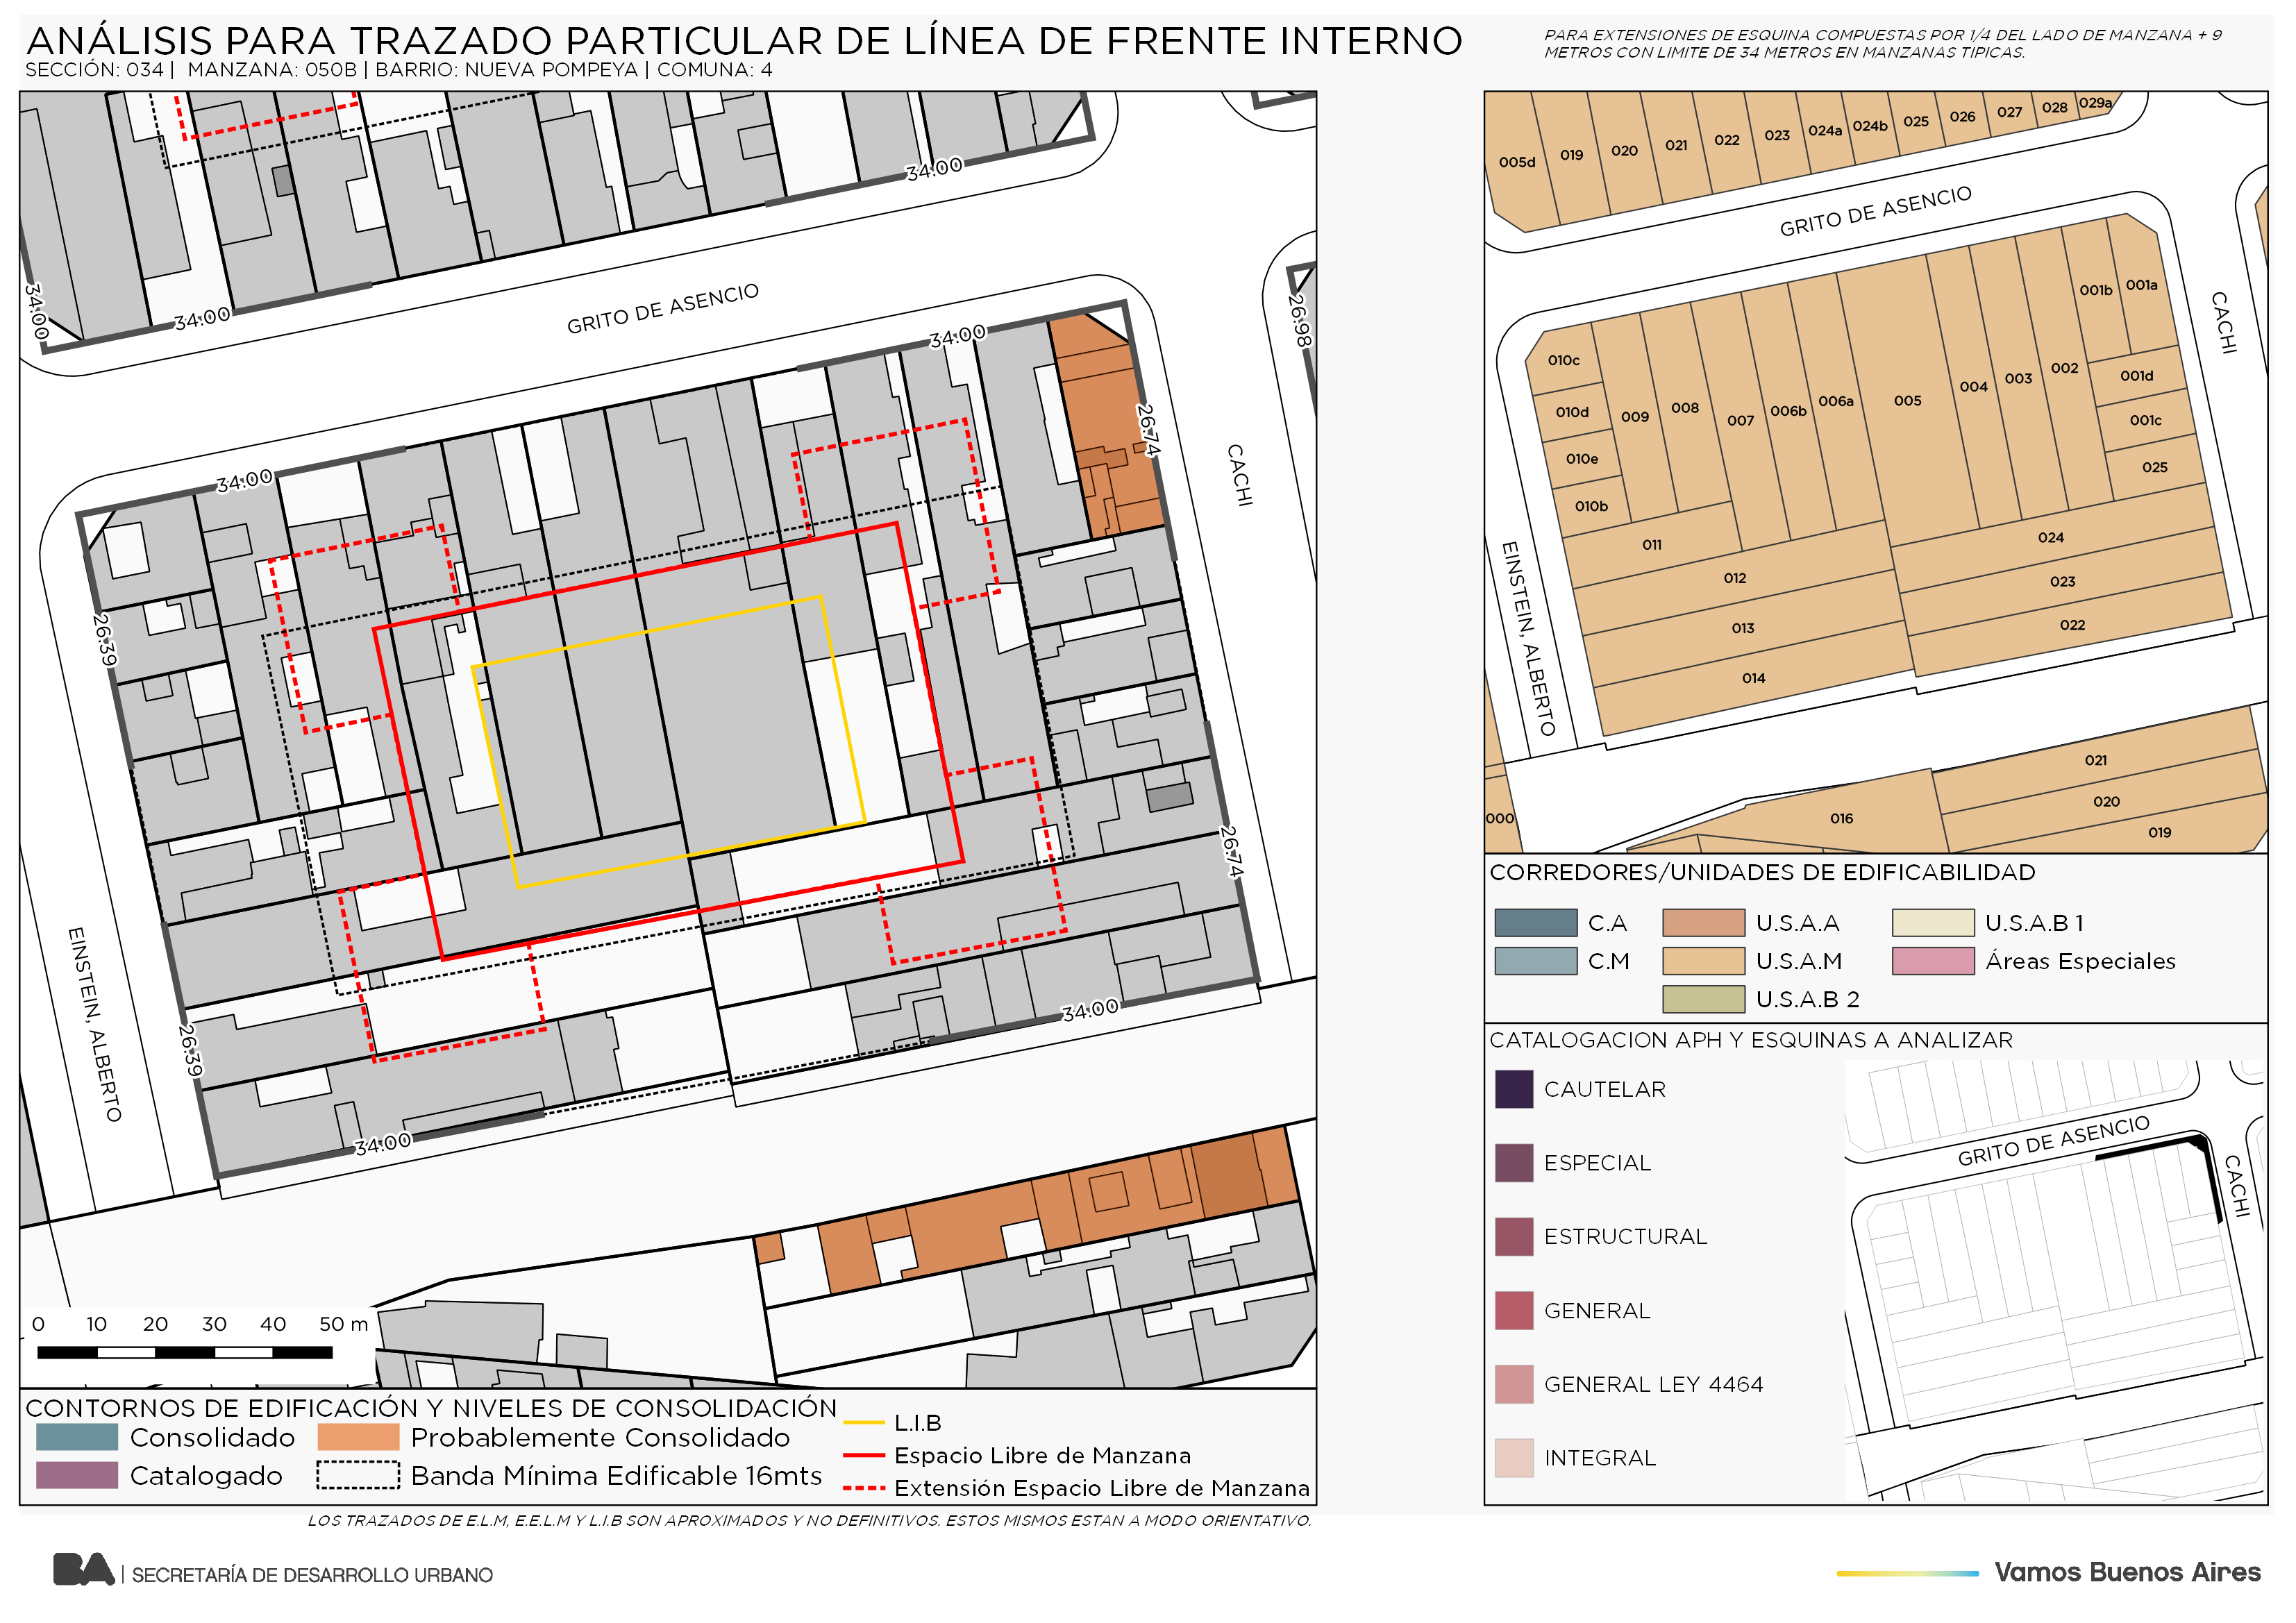 ANÁLISIS PARA TRAZADO PARTICULAR DE LÍNEA DE FRENTE INTERNO
SECCIÓN: 034 | MANZANA: 050B | BARRIO: NUEVA POMPEYA | COMUNA: 4
PARA EXTENSIONES DE ESQUINA COMPUESTAS POR 1/4 DEL LADO DE MANZANA + 9
METROS CON LIMITE DE 34 METROS EN MANZANAS TIPICAS.
34.00
34.00
34.00
GRITO DE ASENCIO
26.98
34.00
34.00
26.74
CACHI
26.39
26.74
EINSTEIN, ALBERTO
26.39
34.00
34.00
0 10 20 30 40 50 m
CONTORNOS DE EDIFICACIÓN Y NIVELES DE CONSOLIDACIÓN
Consolidado
Probablemente Consolidado
Catalogado
Banda Mínima Edificable 16mts
L.I.B
Espacio Libre de Manzana
Extensión Espacio Libre de Manzana
LOS TRAZADOS DE E.L.M, E.E.L.M Y L.I.B SON APROXIMADOS Y NO DEFINITIVOS. ESTOS MISMOS ESTAN A MODO ORIENTATIVO.
005d
019
020
021
022
023
024a
024b
025
026
027
028
029a
GRITO DE ASENCIO
CACHI
EINSTEIN, ALBERTO
010c
010d
010e
010b
009
008
007
006b
006a
005
004
003
002
001b
001a
001d
001c
025
011
012
013
014
024
023
022
021
020
019
016
000
CORREDORES/UNIDADES DE EDIFICABILIDAD
C.A
U.S.A.A
U.S.A.B 1
C.M
U.S.A.M
Áreas Especiales
U.S.A.B 2
CATALOGACION APH Y ESQUINAS A ANALIZAR
CAUTELAR
ESPECIAL
ESTRUCTURAL
GENERAL
GENERAL LEY 4464
INTEGRAL
GRITO DE ASENCIO
CACHI
BA | SECRETARÍA DE DESARROLLO URBANO
Vamos Buenos Aires